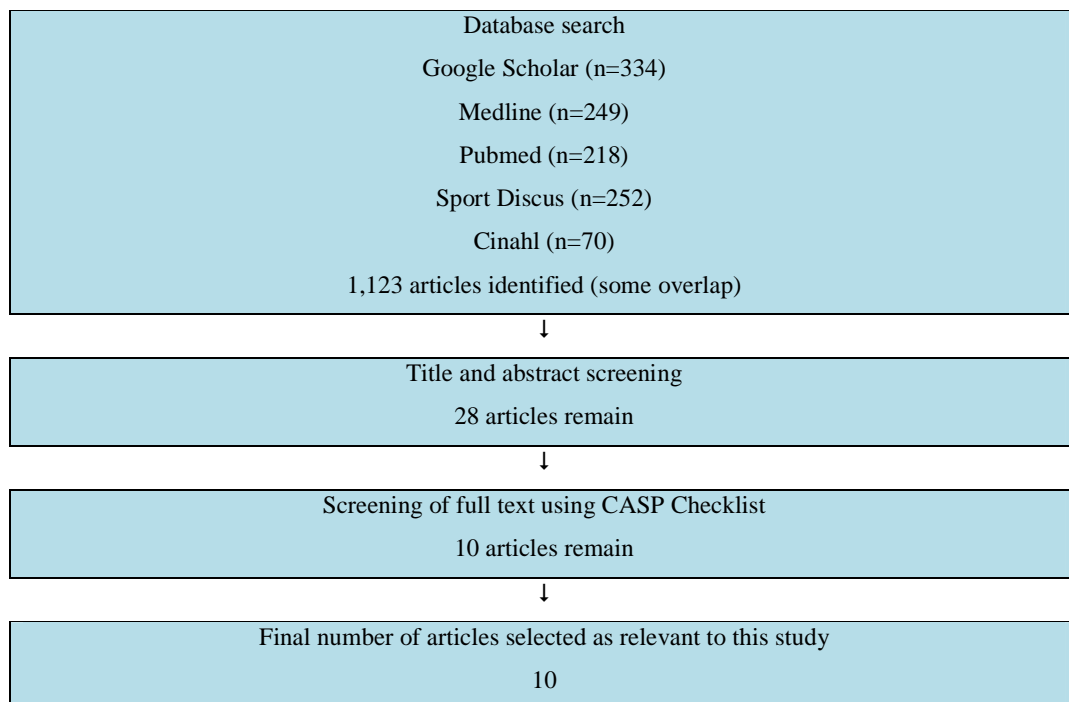 Database search
Google Scholar (n=334)
Medline (n=249)
Pubmed (n=218)
Sport Discus (n=252)
Cinahl (n=70)
1,123 articles identified (some overlap)
↓
Title and abstract screening
28 articles remain
↓
Screening of full text using CASP Checklist
10 articles remain
↓
Final number of articles selected as relevant to this study
10